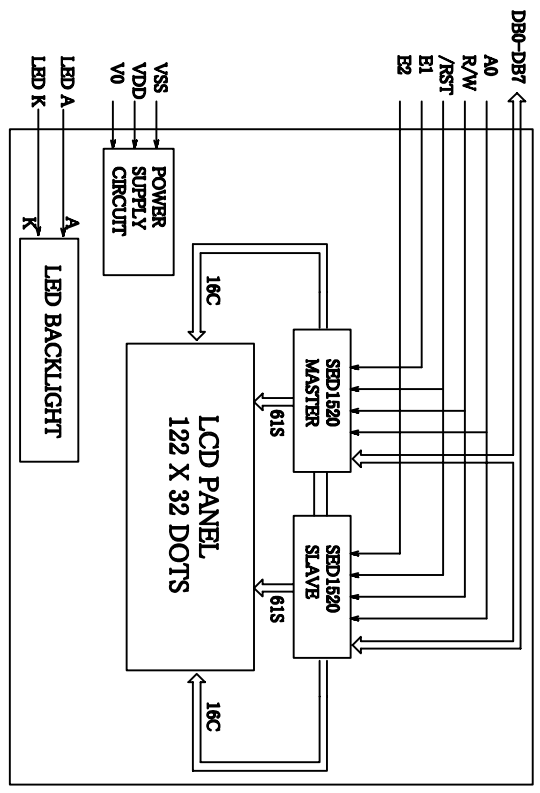 DB0-DB7
A0
R/W
/RST
E1
E2
VSS
VDD
V0
LED A
LED K
SED1520
MASTER
SED1520
SLAVE
61S
61S
16C
16C
LCD PANEL
122 X 32 DOTS
POWER
SUPPLY
CIRCUIT
A
K
LED BACKLIGHT